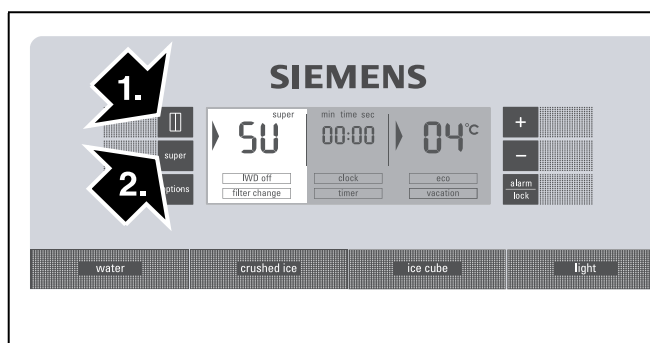 SIEMENS
1.
super
2.
options
super
SU
IWD off
filter change
min time sec
00:00
clock
timer
04°C
eco
vacation
+
−
alarm
lock
water
crushed ice
ice cube
light